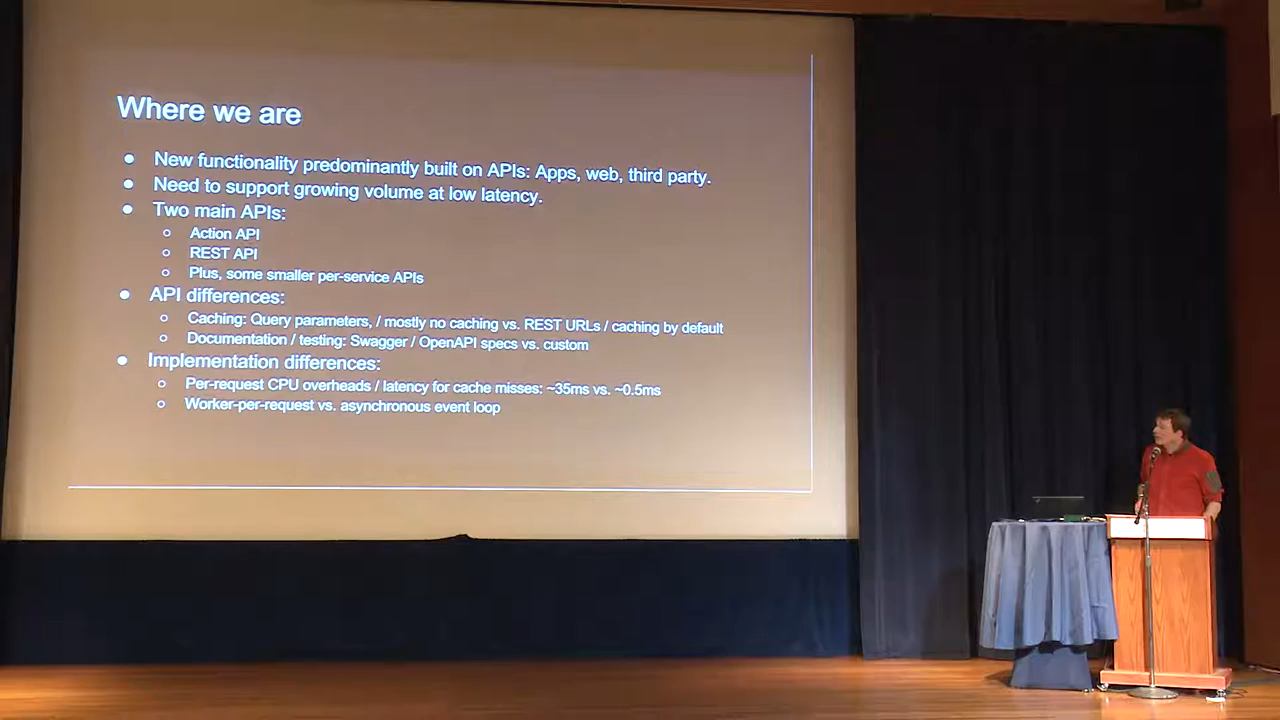 Where we are
New functionality predominantly built on APIs: Apps, web, third party.
Need to support growing volume at low latency.
Two main APIs:
Action API
REST API
Plus, some smaller per-service APIs
API differences:
Caching: Query parameters, / mostly no caching vs. REST URLs / caching by default
Documentation / testing: Swagger / OpenAPI specs vs. custom
Implementation differences:
Per-request CPU overheads / latency for cache misses: ~35ms vs. ~0.5ms
Worker-per-request vs. asynchronous event loop